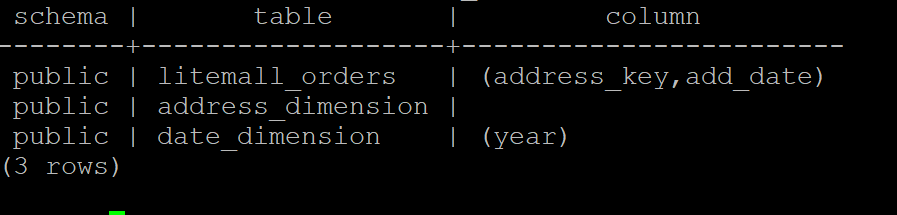 schema | table | column
--------+--------------------+-------------------------
public | litemall_orders | (address_key,add_date)
public | address_dimension |
public | date_dimension | (year)
(3 rows)